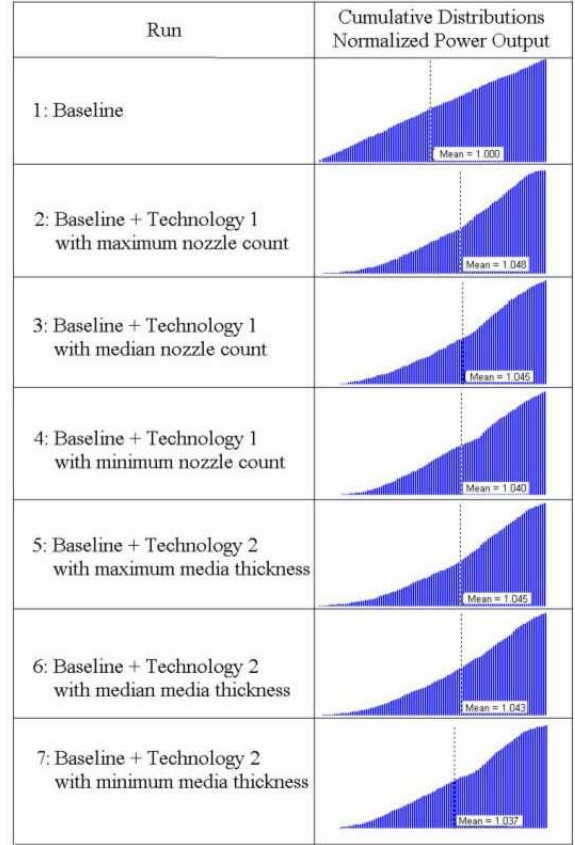 Run
Cumulative Distributions
Normalized Power Output
1: Baseline
Mean = 1.000
2: Baseline + Technology 1
with maximum nozzle count
Mean = 1.048
3: Baseline + Technology 1
with median nozzle count
Mean = 1.045
4: Baseline + Technology 1
with minimum nozzle count
Mean = 1.040
5: Baseline + Technology 2
with maximum media thickness
Mean = 1.045
6: Baseline + Technology 2
with median media thickness
Mean = 1.043
7: Baseline + Technology 2
with minimum media thickness
Mean = 1.037